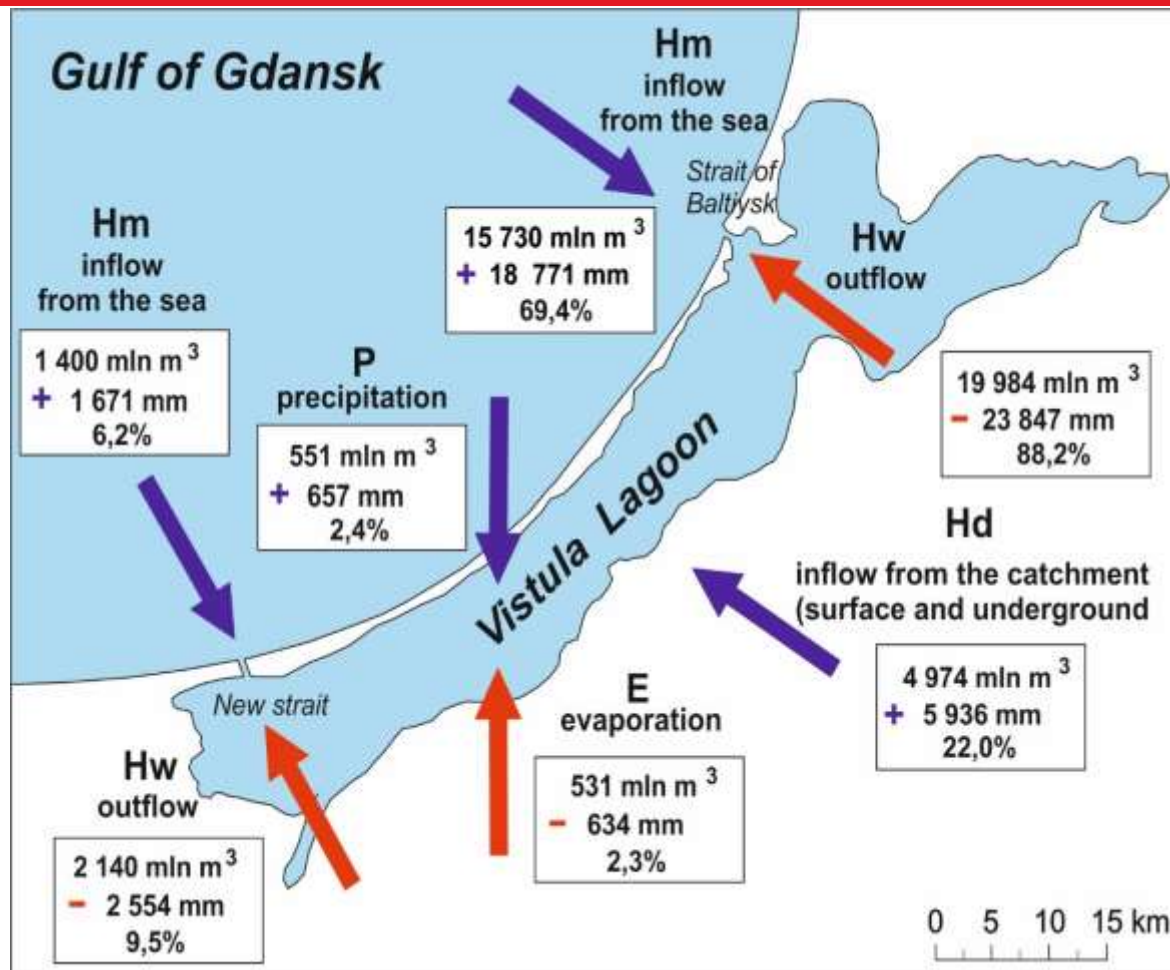 Gulf of Gdansk
Hm
inflow
from the sea
Strait of
Baltiysk
15 730 mln m ³
+ 18 771 mm
69,4%
Hw
outflow
19 984 mln m ³
- 23 847 mm
88,2%
Hm
inflow
from the sea
1 400 mln m ³
+ 1 671 mm
6,2%
P
precipitation
551 mln m ³
+ 657 mm
2,4%
Vistula Lagoon
Hd
inflow from the catchment
(surface and underground
4 974 mln m ³
+ 5 936 mm
22,0%
New strait
E
evaporation
531 mln m ³
- 634 mm
2,3%
Hw
outflow
2 140 mln m ³
- 2 554 mm
9,5%
0 5 10 15 km